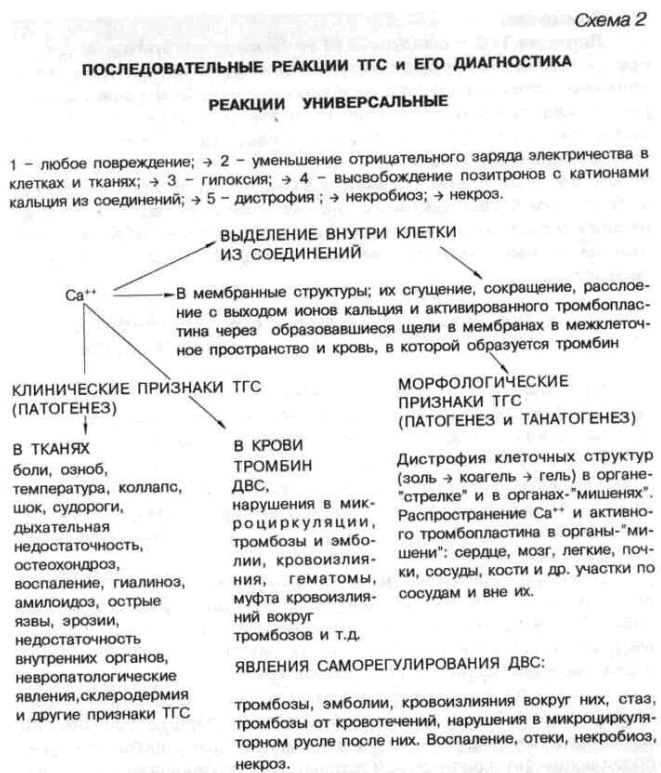 Схема 2
ПОСЛЕДОВАТЕЛЬНЫЕ РЕАКЦИИ ТГС и ЕГО ДИАГНОСТИКА
РЕАКЦИИ УНИВЕРСАЛЬНЫЕ
1 – любое повреждение; → 2 – уменьшение отрицательного заряда электричества в
клетках и тканях; → 3 – гипоксия; → 4 – высвобождение позитронов с катионами
кальция из соединений; → 5 – дистрофия ; → некробиоз; → некроз.
ВЫДЕЛЕНИЕ ВНУТРИ КЛЕТКИ
ИЗ СОЕДИНЕНИЙ
Ca⁺⁺
В мембранные структуры; их сгущение, сокращение, расслое-
ние с выходом ионов кальция и активированного тромбоплас-
тина через образовавшиеся щели в мембранах в межклеточ-
ное пространство и кровь, в которой образуется тромбин
КЛИНИЧЕСКИЕ ПРИЗНАКИ ТГС
(ПАТОГЕНЕЗ)
В ТКАНЯХ
боли, озноб,
температура, коллапс,
шок, судороги,
дыхательная
недостаточность,
остеохондроз,
воспаление, гиалиноз,
амилоидоз, острые
язвы, эрозии,
недостаточность
внутренних органов,
невропатологические
явления,склеродермия
и другие признаки ТГС
В КРОВИ
ТРОМБИН
ДВС,
нарушения в мик-
роциркуляции,
тромбозы и эмбо-
лии, кровоизлия-
ния, гематомы,
муфта кровоизлия-
ний вокруг
тромбозов и т.д.
МОРФОЛОГИЧЕСКИЕ
ПРИЗНАКИ ТГС
(ПАТОГЕНЕЗ и ТАНАТОГЕНЕЗ)
Дистрофия клеточных структур
(золь → коагель → гель) в органе-
"стрелке" и в органах-"мишенях".
Распространение Ca⁺⁺ и активно-
го тромбопластина в органы-"ми-
шени": сердце, мозг, легкие, поч-
ки, сосуды, кости и др. участки по
сосудам и вне их.
ЯВЛЕНИЯ САМОРЕГУЛИРОВАНИЯ ДВС:
тромбозы, эмболии, кровоизлияния вокруг них, стаз,
тромбозы от кровотечений, нарушения в микроциркуля-
торном русле после них. Воспаление, отеки, некробиоз,
некроз.